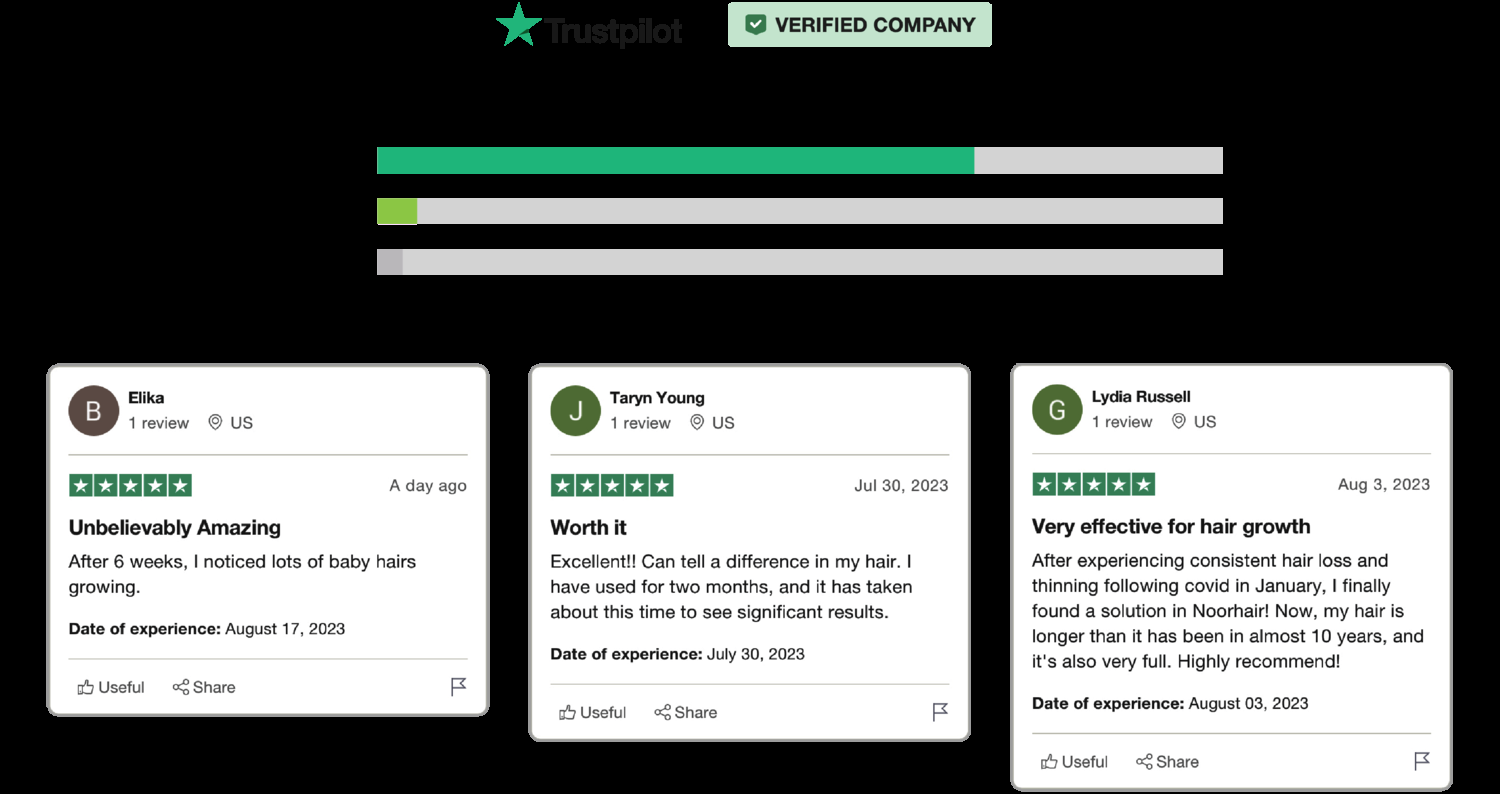 Trustpilot
VERIFIED COMPANY
B
Elika
1 review US
A day ago
Unbelievably Amazing
After 6 weeks, I noticed lots of baby hairs
growing.
Date of experience: August 17, 2023
Useful Share
J
Taryn Young
1 review US
Jul 30, 2023
Worth it
Excellent!! Can tell a difference in my hair. I
have used for two months, and it has taken
about this time to see significant results.
Date of experience: July 30, 2023
Useful Share
G
Lydia Russell
1 review US
Aug 3, 2023
Very effective for hair growth
After experiencing consistent hair loss and
thinning following covid in January, I finally
found a solution in Noorhair! Now, my hair is
longer than it has been in almost 10 years, and
it's also very full. Highly recommend!
Date of experience: August 03, 2023
Useful Share